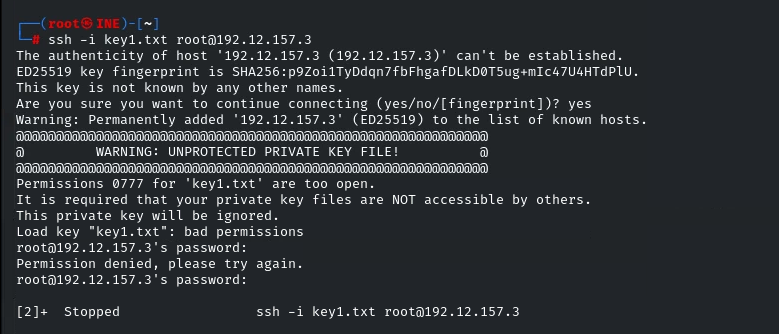 ┌──(root㉿INE)-[~]
└─# ssh -i key1.txt root@192.12.157.3
The authenticity of host '192.12.157.3 (192.12.157.3)' can't be established.
ED25519 key fingerprint is SHA256:p9Zoi1TyDdqn7fbFhgafDLkD0T5ug+mIc47U4HTdPlU.
This key is not known by any other names.
Are you sure you want to continue connecting (yes/no/[fingerprint])? yes
Warning: Permanently added '192.12.157.3' (ED25519) to the list of known hosts.
@@@@@@@@@@@@@@@@@@@@@@@@@@@@@@@@@@@@@@@@@@@@@@@@@@@@@@@@@@@
@         WARNING: UNPROTECTED PRIVATE KEY FILE!          @
@@@@@@@@@@@@@@@@@@@@@@@@@@@@@@@@@@@@@@@@@@@@@@@@@@@@@@@@@@@
Permissions 0777 for 'key1.txt' are too open.
It is required that your private key files are NOT accessible by others.
This private key will be ignored.
Load key "key1.txt": bad permissions
root@192.12.157.3's password:
Permission denied, please try again.
root@192.12.157.3's password:
[2]+  Stopped                 ssh -i key1.txt root@192.12.157.3